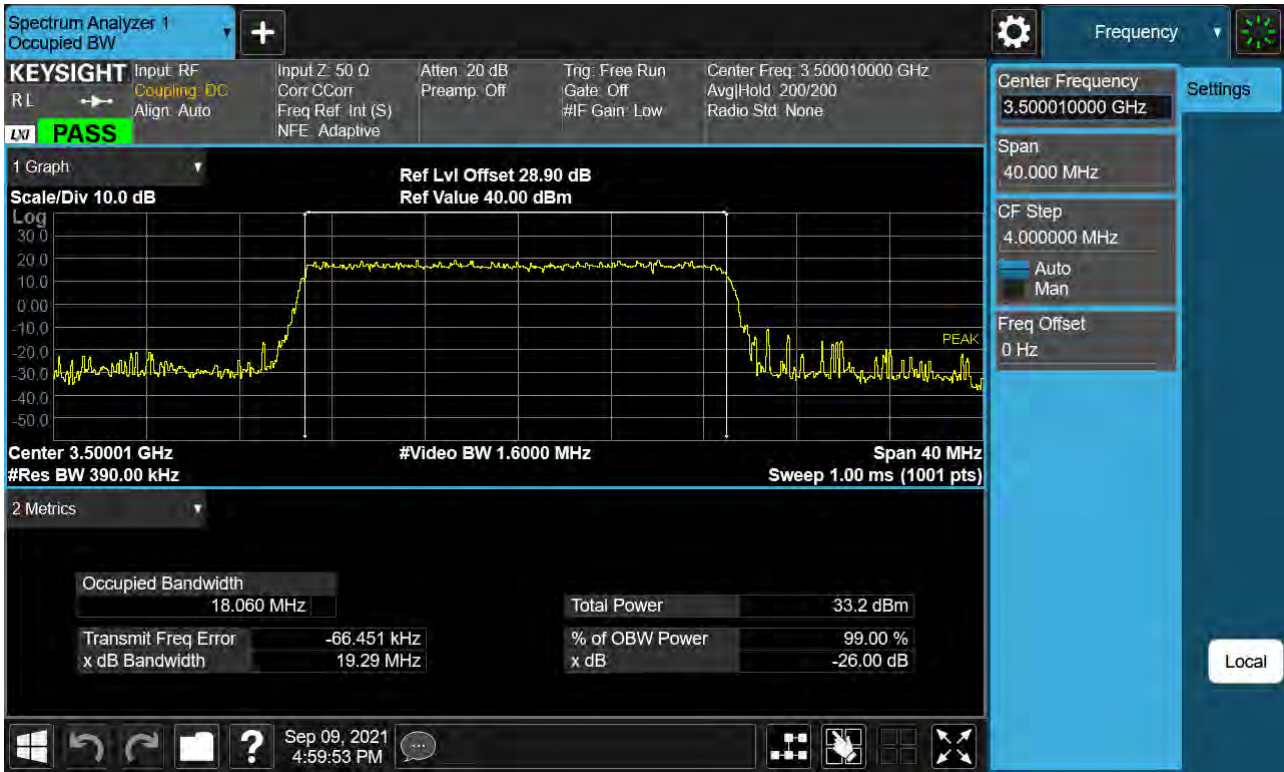 Spectrum Analyzer 1
Occupied BW
+
Frequency
KEYSIGHT
RL
LXI
PASS
Input: RF
Coupling: DC
Align: Auto
Input Z: 50 Ω
Corr CCorr
Freq Ref: Int (S)
NFE: Adaptive
Atten: 20 dB
Preamp: Off
Trig: Free Run
Gate: Off
#IF Gain: Low
Center Freq: 3.500010000 GHz
Avg|Hold: 200/200
Radio Std: None
Center Frequency
3.500010000 GHz
Settings
Span
40.000 MHz
CF Step
4.000000 MHz
Auto
Man
Freq Offset
0 Hz
Local
1 Graph
Scale/Div 10.0 dB
Ref Lvl Offset 28.90 dB
Ref Value 40.00 dBm
Log
30.0
20.0
10.0
0.00
-10.0
-20.0
-30.0
-40.0
-50.0
PEAK
Center 3.50001 GHz
#Video BW 1.6000 MHz
Span 40 MHz
#Res BW 390.00 kHz
Sweep 1.00 ms (1001 pts)
2 Metrics
Occupied Bandwidth
18.060 MHz
Total Power 33.2 dBm
Transmit Freq Error -66.451 kHz
% of OBW Power 99.00 %
x dB Bandwidth 19.29 MHz
x dB -26.00 dB
?
Sep 09, 2021
4:59:53 PM